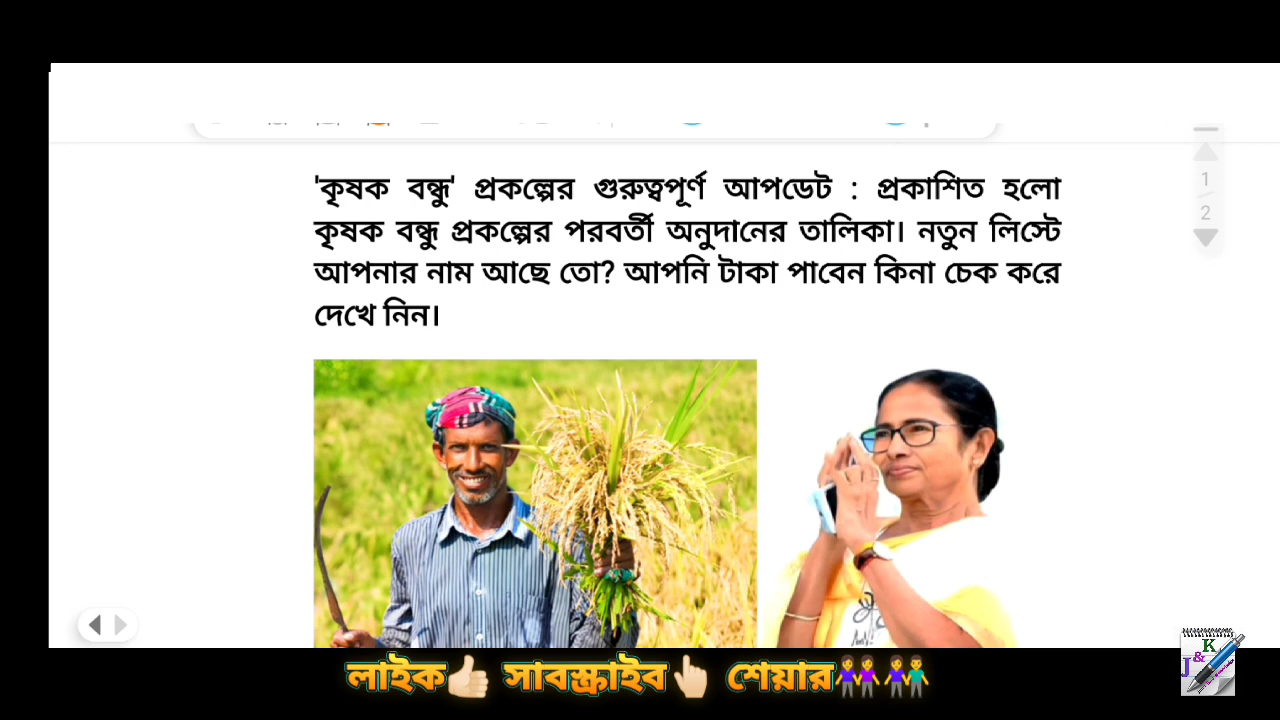 'কৃষক বন্ধু' প্রকল্পের গুরুত্বপূর্ণ আপডেট : প্রকাশিত হলো
কৃষক বন্ধু প্রকল্পের পরবর্তী অনুদানের তালিকা। নতুন লিস্টে
আপনার নাম আছে তো? আপনি টাকা পাবেন কিনা চেক করে
দেখে নিন।
1
2
লাইক👍🏻 সাবস্ক্রাইব👆🏻 শেয়ার👭👫
J&K